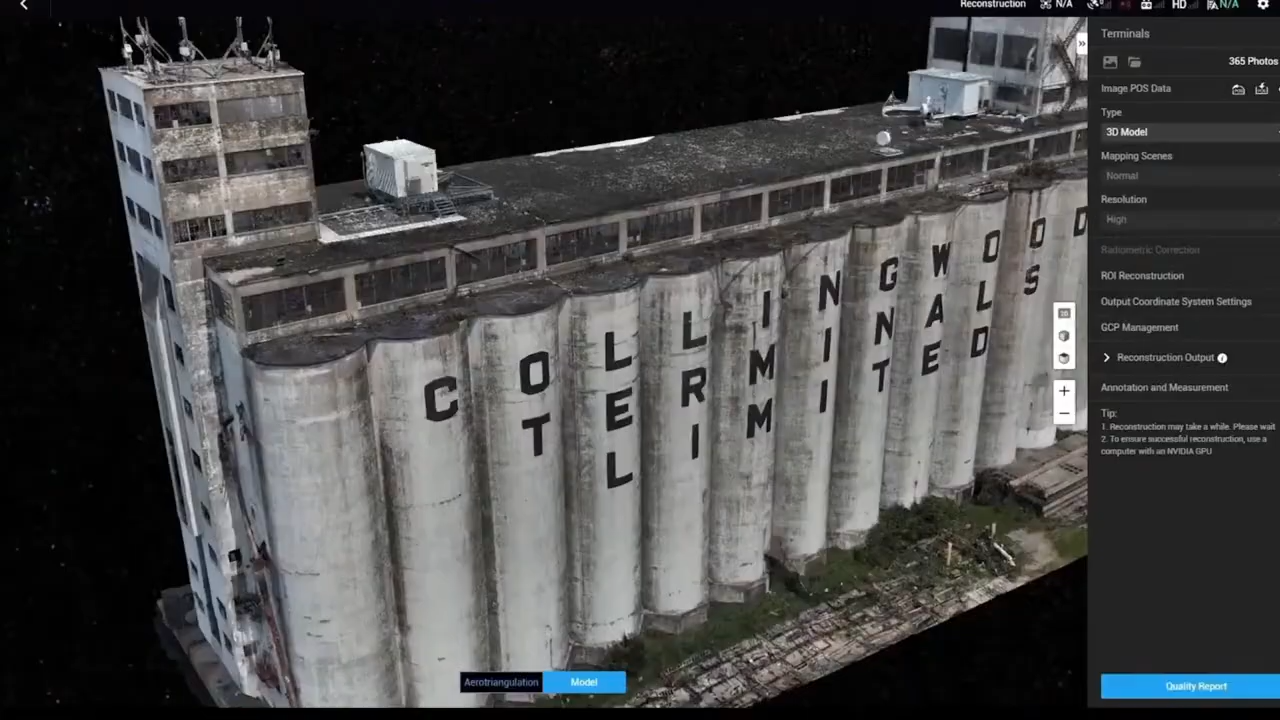 Reconstruction N/A HD N/A
Terminals
365 Photos
Image POS Data
Type
3D Model
Mapping Scenes
Normal
Resolution
High
Radiometric Correction
ROI Reconstruction
Output Coordinate System Settings
GCP Management
Reconstruction Output
Annotation and Measurement
Tip:
1. Reconstruction may take a while. Please wait
2. To ensure successful reconstruction, use a
computer with an NVIDIA GPU
Quality Report
COLLINGWOOD
TERMINALS
LIMITED
Aerotriangulation Model